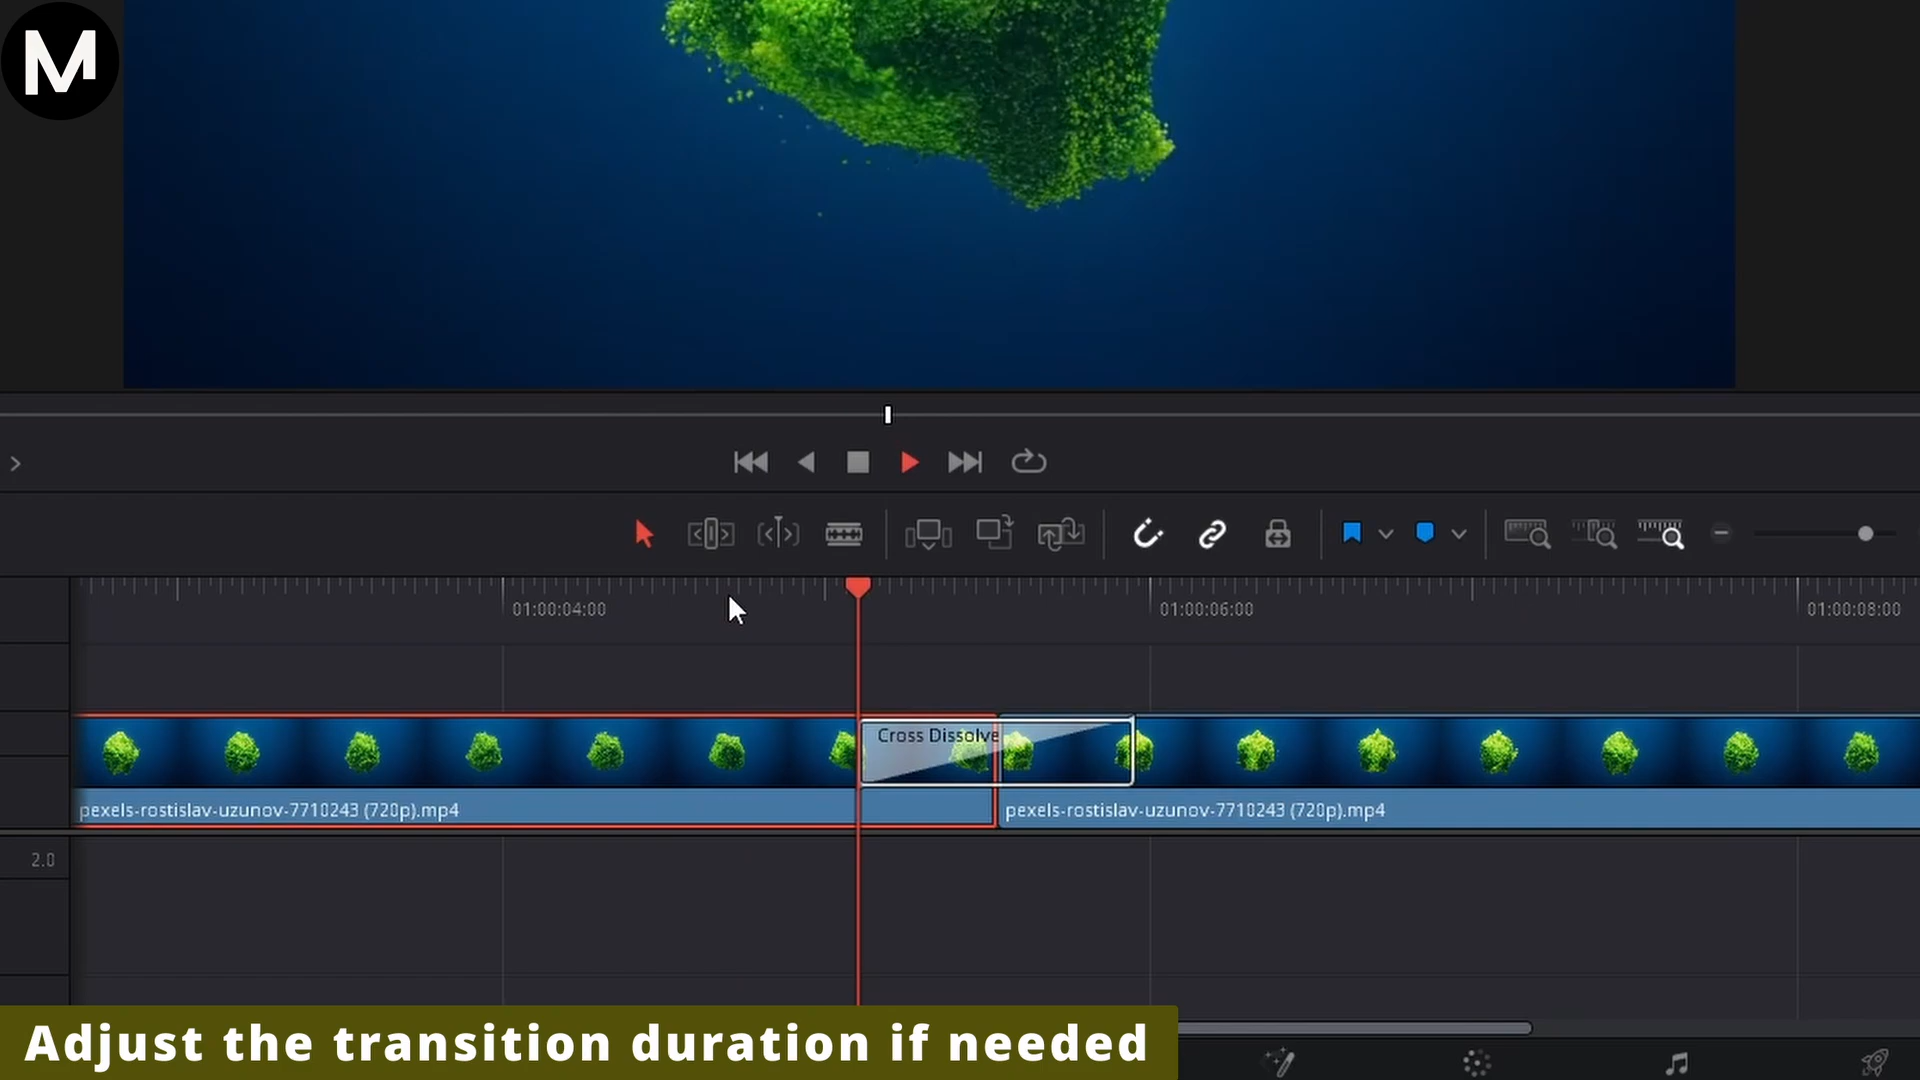 M
01:00:04:00
01:00:06:00
01:00:08:00
Cross Dissolve
pexels-rostislav-uzunov-7710243 (720p).mp4
pexels-rostislav-uzunov-7710243 (720p).mp4
2.0
Adjust the transition duration if needed